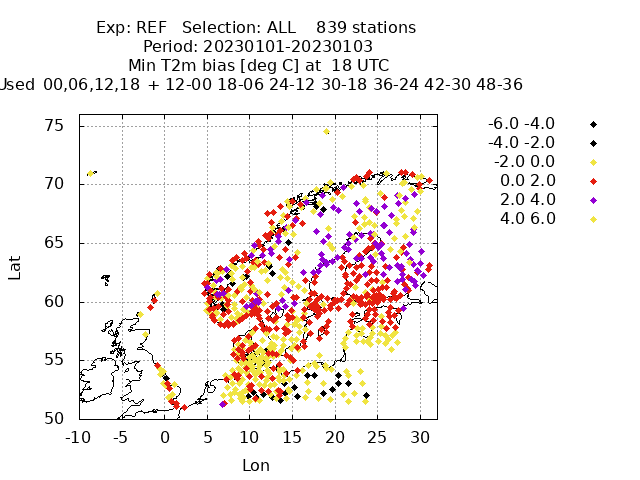 Exp: REF Selection: ALL 839 stations
Period: 20230101-20230103
Min T2m bias [deg C] at 18 UTC
Used 00,06,12,18 + 12-00 18-06 24-12 30-18 36-24 42-30 48-36
-6.0 -4.0
-4.0 -2.0
-2.0 0.0
0.0 2.0
2.0 4.0
4.0 6.0
75
70
65
60
55
50
Lat
-10 -5 0 5 10 15 20 25 30
Lon